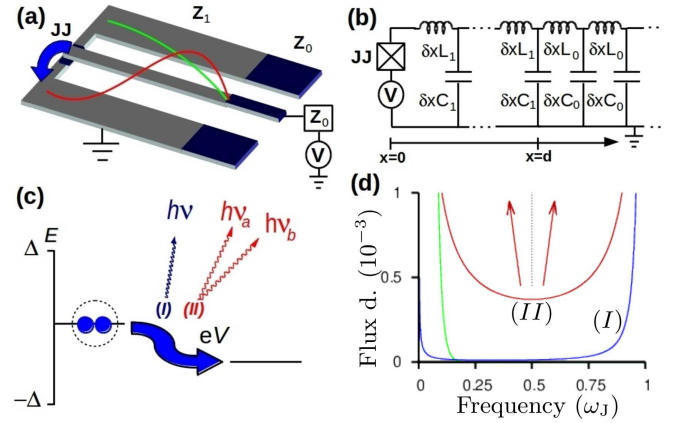 (a)
Z1
Z0
JJ
Z0
V
(b)
δxL1 δxL1 δxL0 δxL0
JJ
V
δxC1 δxC1 δxC0 δxC0
x=0 x=d
(c)
E
Δ
hν hνa hνb
(I) (II)
eV
−Δ
(d)
Flux d. (10−3)
1
0.5
0
(II) (I)
0 0.25 0.5 0.75 1
Frequency (ωJ)